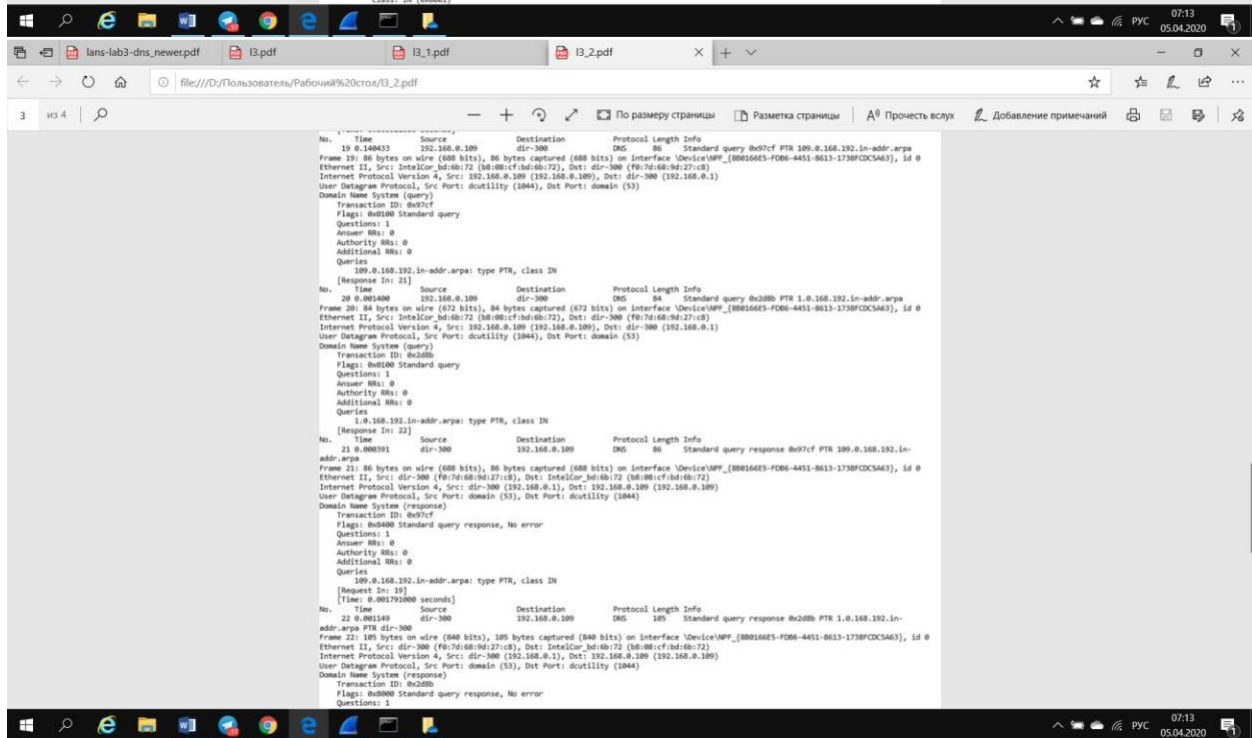 Class: IN (0x0001)
РУС
07:13
05.04.2020
lans-lab3-dns_newer.pdf
l3.pdf
l3_1.pdf
l3_2.pdf
file:///D:/Пользователь/Рабочий%20стол/l3_2.pdf
3 из 4
По размеру страницы
Разметка страницы
Прочесть вслух
Добавление примечаний
No. Time Source Destination Protocol Length Info
19 0.140433 192.168.0.109 dir-300 DNS 86 Standard query 0x97cf PTR 109.0.168.192.in-addr.arpa
Frame 19: 86 bytes on wire (688 bits), 86 bytes captured (688 bits) on interface \Device\NPF_{8B0166E5-FDB6-4451-8613-1738FCDC5A63}, id 0
Ethernet II, Src: IntelCor_bd:6b:72 (b8:08:cf:bd:6b:72), Dst: dir-300 (f0:7d:68:9d:27:c8)
Internet Protocol Version 4, Src: 192.168.0.109 (192.168.0.109), Dst: dir-300 (192.168.0.1)
User Datagram Protocol, Src Port: dcutility (1044), Dst Port: domain (53)
Domain Name System (query)
Transaction ID: 0x97cf
Flags: 0x0100 Standard query
Questions: 1
Answer RRs: 0
Authority RRs: 0
Additional RRs: 0
Queries
109.0.168.192.in-addr.arpa: type PTR, class IN
[Response In: 21]
No. Time Source Destination Protocol Length Info
20 0.001400 192.168.0.109 dir-300 DNS 84 Standard query 0x2d8b PTR 1.0.168.192.in-addr.arpa
Frame 20: 84 bytes on wire (672 bits), 84 bytes captured (672 bits) on interface \Device\NPF_{8B0166E5-FDB6-4451-8613-1738FCDC5A63}, id 0
Ethernet II, Src: IntelCor_bd:6b:72 (b8:08:cf:bd:6b:72), Dst: dir-300 (f0:7d:68:9d:27:c8)
Internet Protocol Version 4, Src: 192.168.0.109 (192.168.0.109), Dst: dir-300 (192.168.0.1)
User Datagram Protocol, Src Port: dcutility (1044), Dst Port: domain (53)
Domain Name System (query)
Transaction ID: 0x2d8b
Flags: 0x0100 Standard query
Questions: 1
Answer RRs: 0
Authority RRs: 0
Additional RRs: 0
Queries
1.0.168.192.in-addr.arpa: type PTR, class IN
[Response In: 22]
No. Time Source Destination Protocol Length Info
21 0.000391 dir-300 192.168.0.109 DNS 86 Standard query response 0x97cf PTR 109.0.168.192.in-
addr.arpa
Frame 21: 86 bytes on wire (688 bits), 86 bytes captured (688 bits) on interface \Device\NPF_{8B0166E5-FDB6-4451-8613-1738FCDC5A63}, id 0
Ethernet II, Src: dir-300 (f0:7d:68:9d:27:c8), Dst: IntelCor_bd:6b:72 (b8:08:cf:bd:6b:72)
Internet Protocol Version 4, Src: dir-300 (192.168.0.1), Dst: 192.168.0.109 (192.168.0.109)
User Datagram Protocol, Src Port: domain (53), Dst Port: dcutility (1044)
Domain Name System (response)
Transaction ID: 0x97cf
Flags: 0x8400 Standard query response, No error
Questions: 1
Answer RRs: 0
Authority RRs: 0
Additional RRs: 0
Queries
109.0.168.192.in-addr.arpa: type PTR, class IN
[Request In: 19]
[Time: 0.001791000 seconds]
No. Time Source Destination Protocol Length Info
22 0.001149 dir-300 192.168.0.109 DNS 105 Standard query response 0x2d8b PTR 1.0.168.192.in-
addr.arpa PTR dir-300
Frame 22: 105 bytes on wire (840 bits), 105 bytes captured (840 bits) on interface \Device\NPF_{8B0166E5-FDB6-4451-8613-1738FCDC5A63}, id 0
Ethernet II, Src: dir-300 (f0:7d:68:9d:27:c8), Dst: IntelCor_bd:6b:72 (b8:08:cf:bd:6b:72)
Internet Protocol Version 4, Src: dir-300 (192.168.0.1), Dst: 192.168.0.109 (192.168.0.109)
User Datagram Protocol, Src Port: domain (53), Dst Port: dcutility (1044)
Domain Name System (response)
Transaction ID: 0x2d8b
Flags: 0x8000 Standard query response, No error
Questions: 1
РУС
07:13
05.04.2020